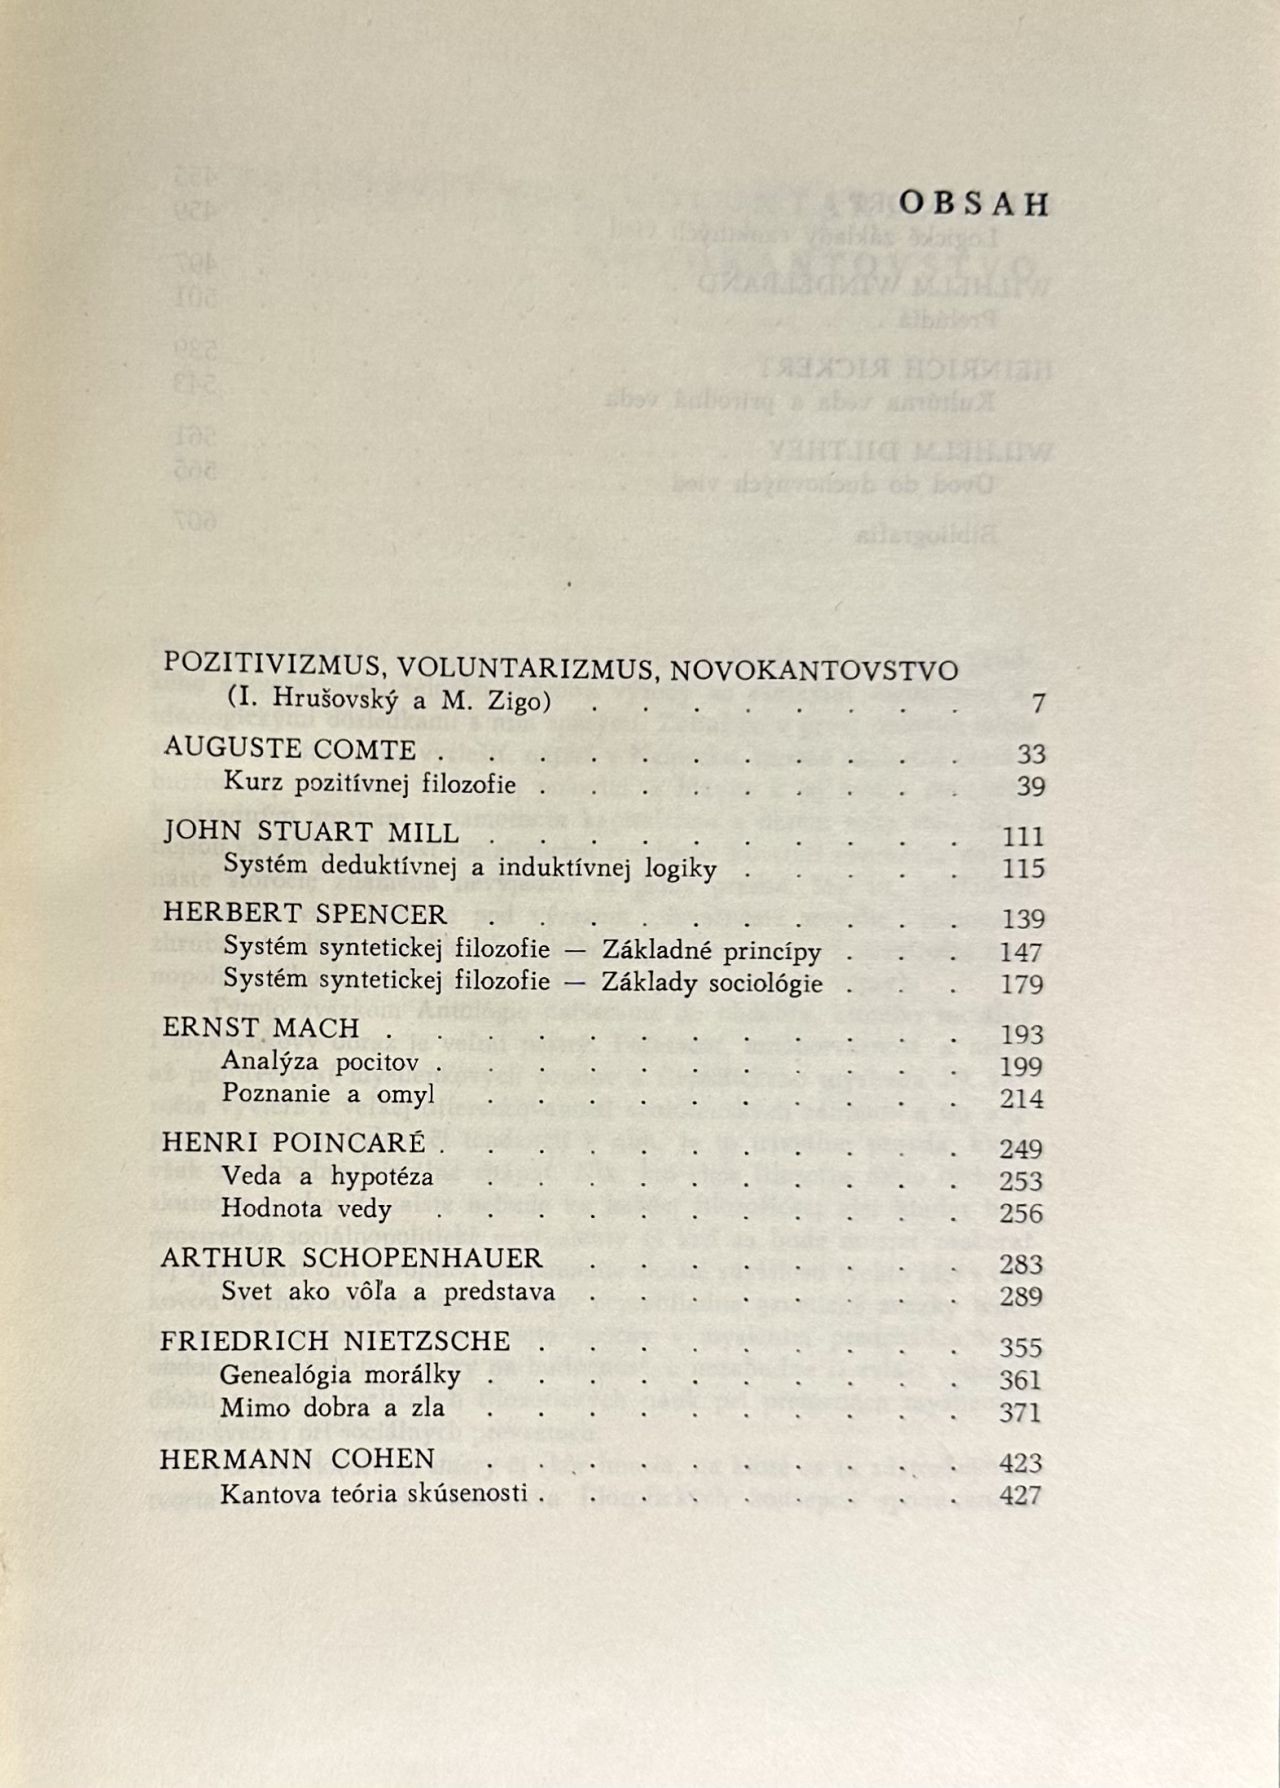 OBSAH
POZITIVIZMUS, VOLUNTARIZMUS, NOVOKANTOVSTVO
(I. Hrušovský a M. Zigo) . . . . . . . . 7
AUGUSTE COMTE . . . . . . . . . . . 33
Kurz pozitívnej filozofie . . . . . . . . . 39
JOHN STUART MILL . . . . . . . . . . 111
Systém deduktívnej a induktívnej logiky . . . . . 115
HERBERT SPENCER . . . . . . . . . . 139
Systém syntetickej filozofie — Základné princípy . . . 147
Systém syntetickej filozofie — Základy sociológie . . . 179
ERNST MACH . . . . . . . . . . . . 193
Analýza pocitov . . . . . . . . . . . 199
Poznanie a omyl . . . . . . . . . . 214
HENRI POINCARÉ . . . . . . . . . . . 249
Veda a hypotéza . . . . . . . . . . 253
Hodnota vedy . . . . . . . . . . . 256
ARTHUR SCHOPENHAUER . . . . . . . . 283
Svet ako vôľa a predstava . . . . . . . . 289
FRIEDRICH NIETZSCHE . . . . . . . . . 355
Genealógia morálky . . . . . . . . . . 361
Mimo dobra a zla . . . . . . . . . . 371
HERMANN COHEN . . . . . . . . . . 423
Kantova teória skúsenosti . . . . . . . . . 427